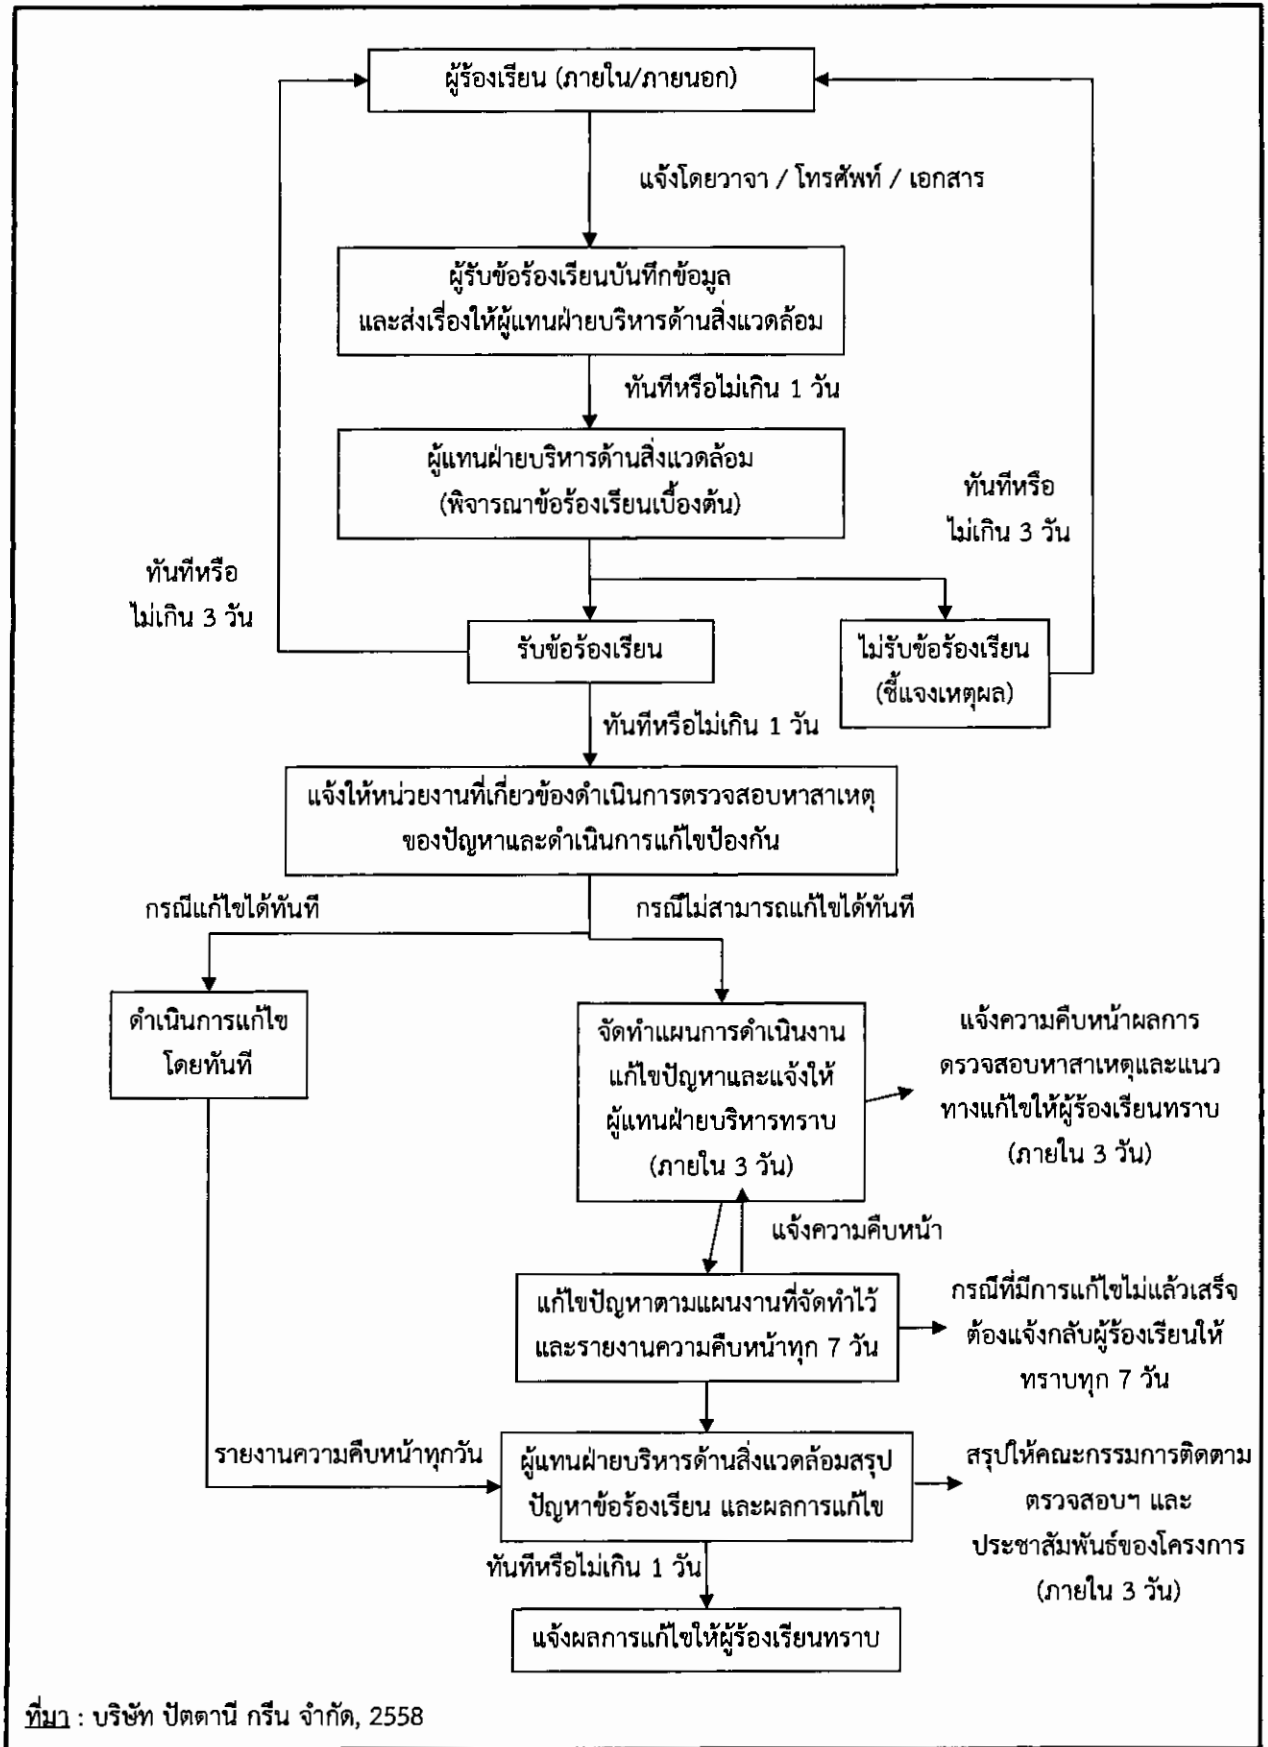 ผู้ร้องเรียน (ภายใน/ภายนอก)
แจ้งโดยวาจา / โทรศัพท์ / เอกสาร
ผู้รับข้อร้องเรียนบันทึกข้อมูล
และส่งเรื่องให้ผู้แทนฝ่ายบริหารด้านสิ่งแวดล้อม
ทันทีหรือไม่เกิน 1 วัน
ผู้แทนฝ่ายบริหารด้านสิ่งแวดล้อม
(พิจารณาข้อร้องเรียนเบื้องต้น)
ทันทีหรือ
ไม่เกิน 3 วัน
ทันทีหรือ
ไม่เกิน 3 วัน
รับข้อร้องเรียน
ไม่รับข้อร้องเรียน
(ชี้แจงเหตุผล)
ทันทีหรือไม่เกิน 1 วัน
แจ้งให้หน่วยงานที่เกี่ยวข้องดำเนินการตรวจสอบหาสาเหตุ
ของปัญหาและดำเนินการแก้ไขป้องกัน
กรณีแก้ไขได้ทันที
กรณีไม่สามารถแก้ไขได้ทันที
ดำเนินการแก้ไข
โดยทันที
จัดทำแผนการดำเนินงาน
แก้ไขปัญหาและแจ้งให้
ผู้แทนฝ่ายบริหารทราบ
(ภายใน 3 วัน)
แจ้งความคืบหน้าผลการ
ตรวจสอบหาสาเหตุและแนว
ทางแก้ไขให้ผู้ร้องเรียนทราบ
(ภายใน 3 วัน)
แจ้งความคืบหน้า
แก้ไขปัญหาตามแผนงานที่จัดทำไว้
และรายงานความคืบหน้าทุก 7 วัน
กรณีที่มีการแก้ไขไม่แล้วเสร็จ
ต้องแจ้งกลับผู้ร้องเรียนให้
ทราบทุก 7 วัน
รายงานความคืบหน้าทุกวัน
ผู้แทนฝ่ายบริหารด้านสิ่งแวดล้อมสรุป
ปัญหาข้อร้องเรียน และผลการแก้ไข
สรุปให้คณะกรรมการติดตาม
ตรวจสอบฯ และ
ประชาสัมพันธ์ของโครงการ
(ภายใน 3 วัน)
ทันทีหรือไม่เกิน 1 วัน
แจ้งผลการแก้ไขให้ผู้ร้องเรียนทราบ
ที่มา : บริษัท ปัตตานี กรีน จำกัด, 2558